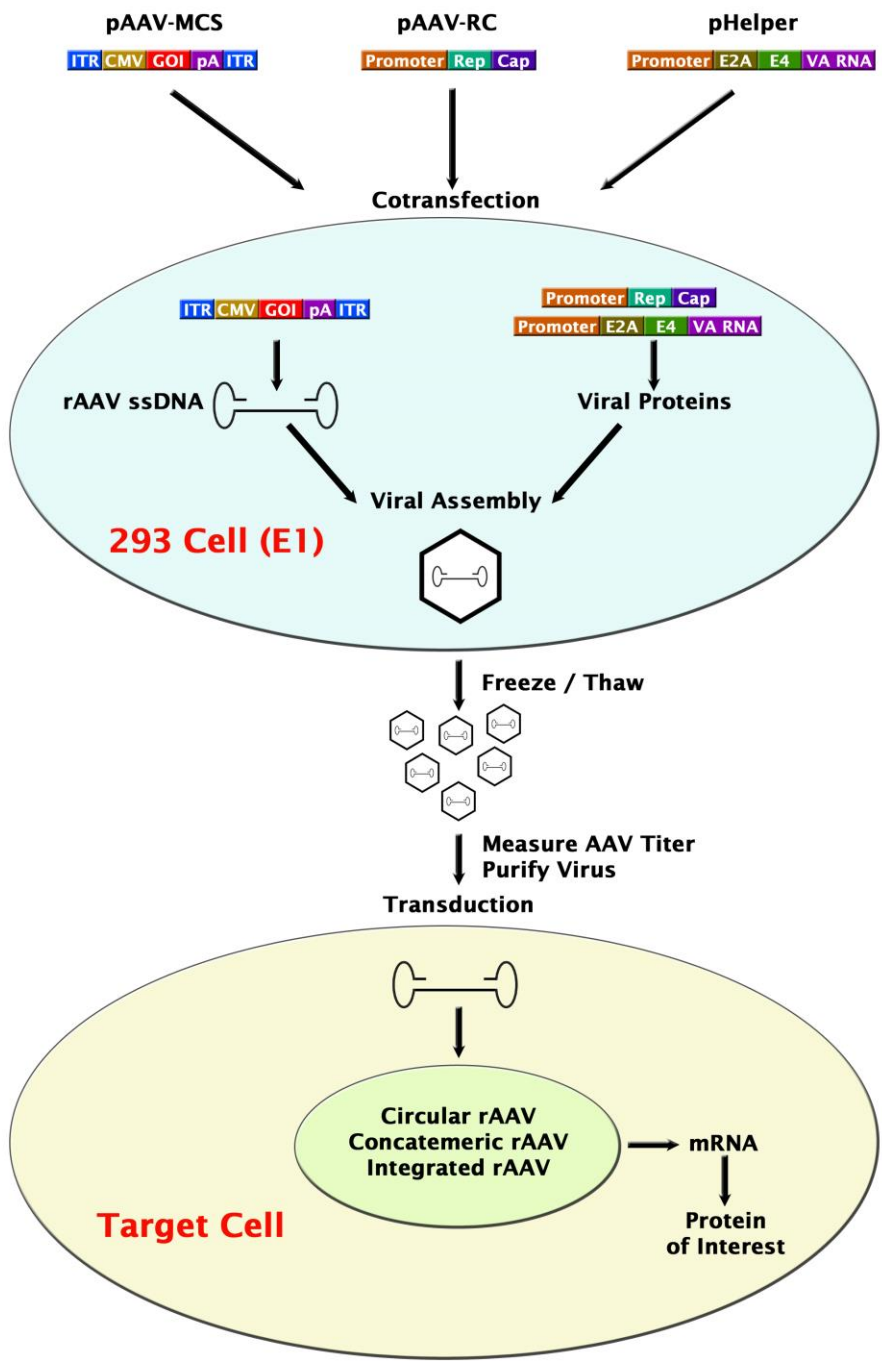 pAAV-MCS
pAAV-RC
pHelper
ITR CMV GOI pA ITR
Promoter Rep Cap
Promoter E2A E4 VA RNA
Cotransfection
ITR CMV GOI pA ITR
Promoter Rep Cap
Promoter E2A E4 VA RNA
rAAV ssDNA
Viral Proteins
Viral Assembly
293 Cell (E1)
Freeze / Thaw
Measure AAV Titer
Purify Virus
Transduction
Circular rAAV
Concatemeric rAAV
Integrated rAAV
mRNA
Protein
of Interest
Target Cell